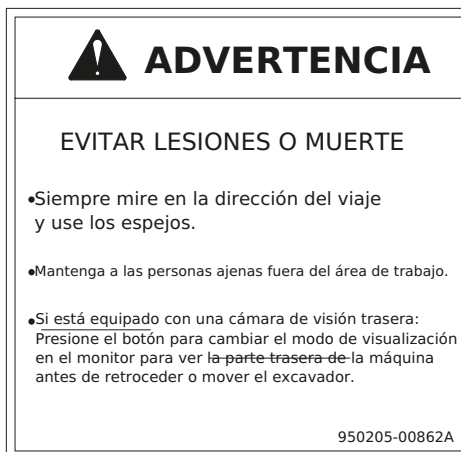 ADVERTENCIA
EVITAR LESIONES O MUERTE
•Siempre mire en la dirección del viaje
y use los espejos.
•Mantenga a las personas ajenas fuera del área de trabajo.
•Si está equipado con una cámara de visión trasera:
Presione el botón para cambiar el modo de visualización
en el monitor para ver la parte trasera de la máquina
antes de retroceder o mover el excavador.
950205-00862A